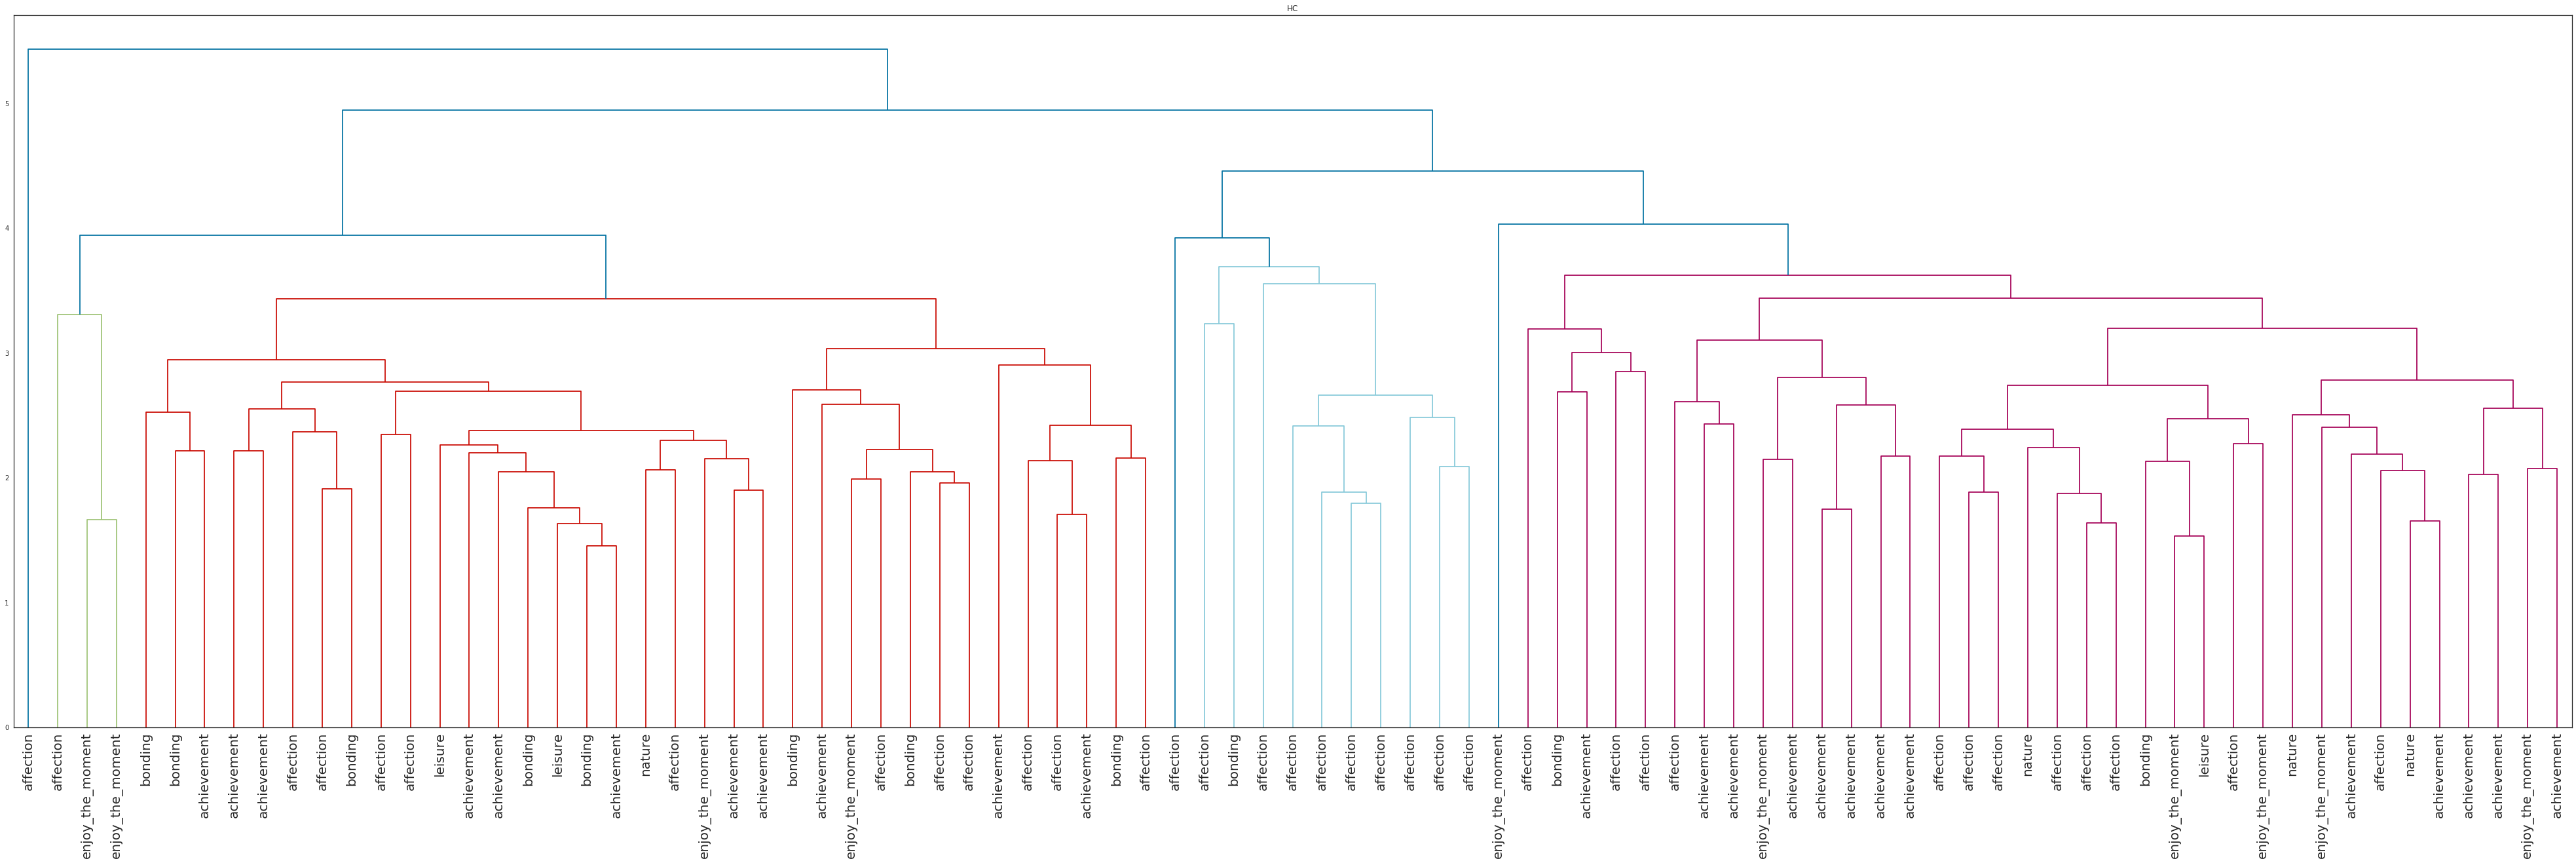 HC
5
4
3
2
1
0
affection
affection
enjoy_the_moment
enjoy_the_moment
bonding
bonding
achievement
achievement
achievement
affection
affection
bonding
affection
affection
leisure
achievement
achievement
bonding
leisure
bonding
achievement
nature
affection
enjoy_the_moment
achievement
achievement
bonding
achievement
enjoy_the_moment
affection
bonding
affection
affection
achievement
affection
affection
achievement
bonding
affection
affection
affection
bonding
affection
affection
affection
affection
affection
affection
affection
affection
enjoy_the_moment
affection
bonding
achievement
affection
affection
affection
achievement
achievement
enjoy_the_moment
achievement
achievement
achievement
achievement
achievement
affection
affection
affection
nature
affection
affection
affection
bonding
enjoy_the_moment
leisure
affection
enjoy_the_moment
nature
enjoy_the_moment
achievement
affection
nature
achievement
achievement
achievement
enjoy_the_moment
achievement